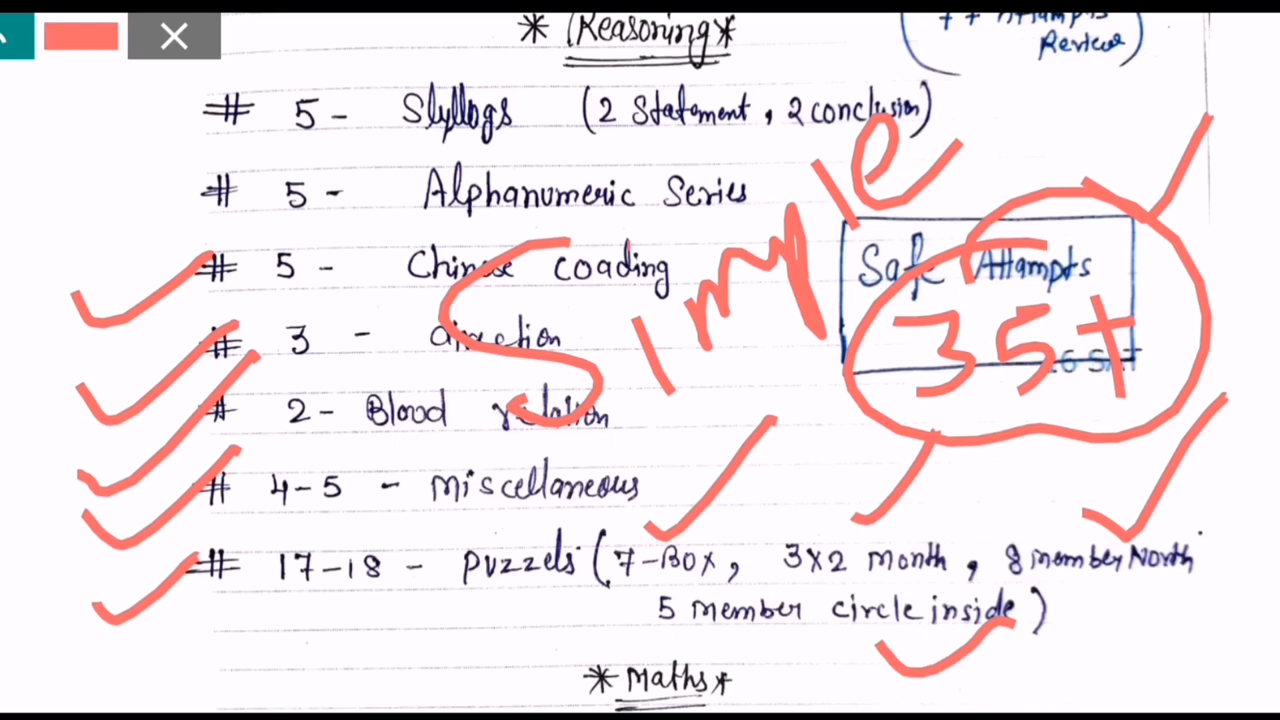 * (Reasoning *
++ Attampts
Review
# 5 - Slyllogs (2 Statement, 2 conclusion)
# 5 - Alphanumeric Series
# 5 - Chinese coading
# 3 - direction
# 2 - Blood relation
# 4-5 - Miscellaneous
# 17-18 - Puzzels (7-Box, 3x2 month, 8 member North
5 member circle inside)
Safe Attampts
35+
Simple
* Maths *